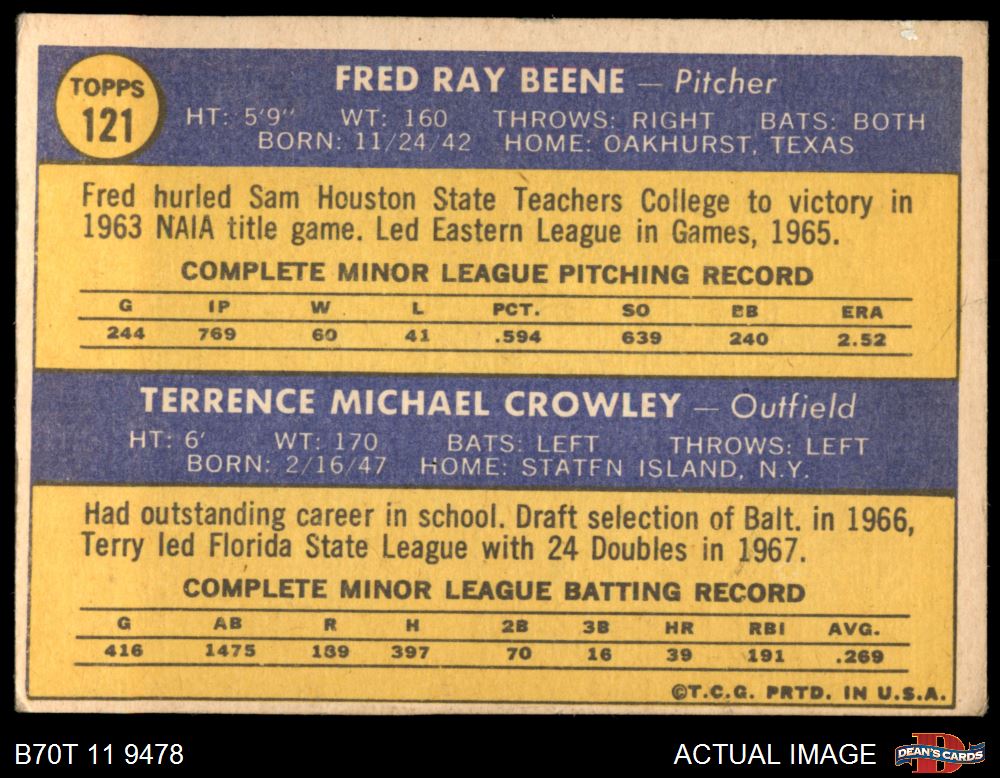 TOPPS
121
FRED RAY BEENE — Pitcher
HT: 5'9" WT: 160 THROWS: RIGHT BATS: BOTH
BORN: 11/24/42 HOME: OAKHURST, TEXAS
Fred hurled Sam Houston State Teachers College to victory in
1963 NAIA title game. Led Eastern League in Games, 1965.
COMPLETE MINOR LEAGUE PITCHING RECORD
G IP W L PCT. SO BB ERA
244 769 60 41 .594 639 240 2.52
TERRENCE MICHAEL CROWLEY — Outfield
HT: 6' WT: 170 BATS: LEFT THROWS: LEFT
BORN: 2/16/47 HOME: STATEN ISLAND, N.Y.
Had outstanding career in school. Draft selection of Balt. in 1966,
Terry led Florida State League with 24 Doubles in 1967.
COMPLETE MINOR LEAGUE BATTING RECORD
G AB R H 2B 3B HR RBI AVG.
416 1475 189 397 70 16 39 191 .269
©T.C.G. PRTD. IN U.S.A.
B70T 11 9478 ACTUAL IMAGE DEAN'S CARDS